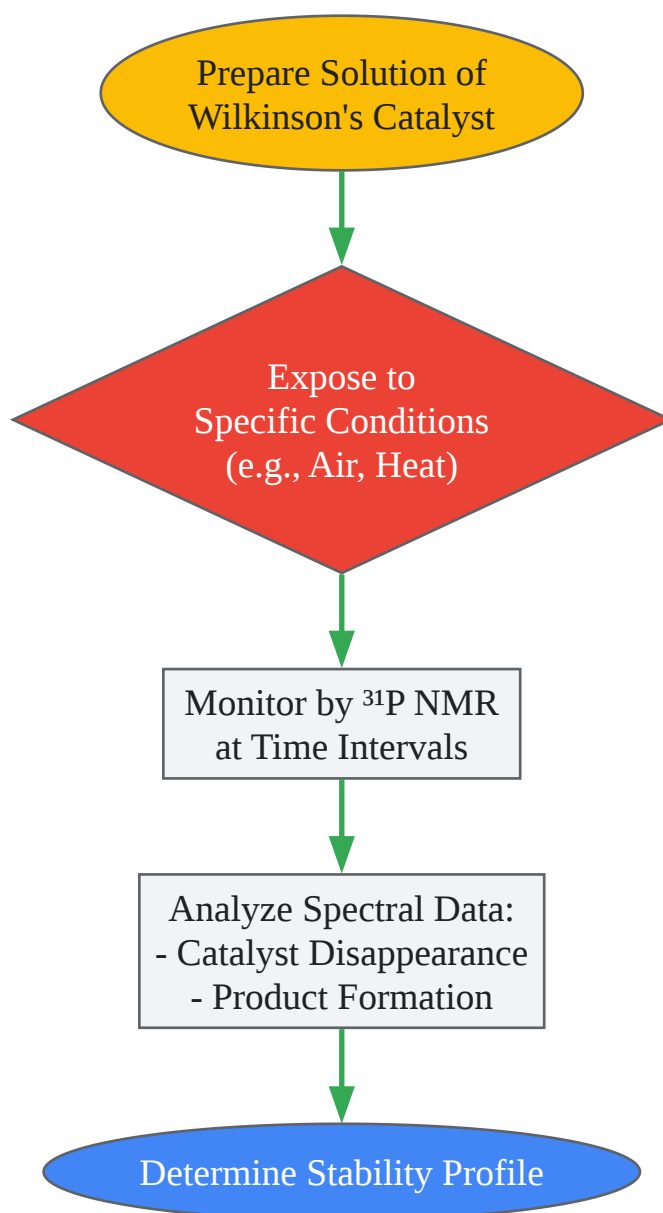 Prepare Solution of
Wilkinson's Catalyst
Expose to
Specific Conditions
(e.g., Air, Heat)
Monitor by ³¹P NMR
at Time Intervals
Analyze Spectral Data:
- Catalyst Disappearance
- Product Formation
Determine Stability Profile